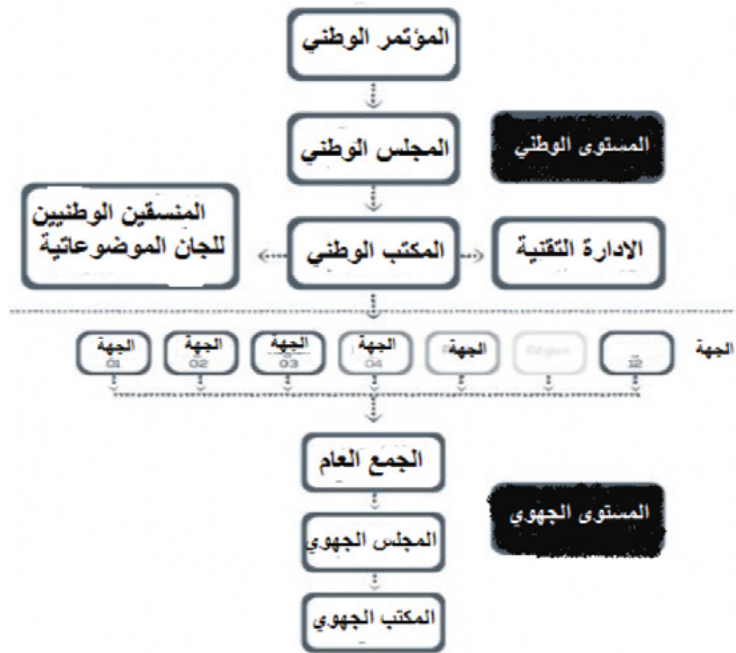 المؤتمر الوطني
المجلس الوطني
المستوى الوطني
المنسقين الوطنيين
للجان الموضوعاتية
المكتب الوطني
الادارة التقنية
الجهة
الجهة
01
الجهة
02
الجهة
03
الجهة
04
الجهة
Région
12
الجمع العام
المستوى الجهوي
المجلس الجهوي
المكتب الجهوي